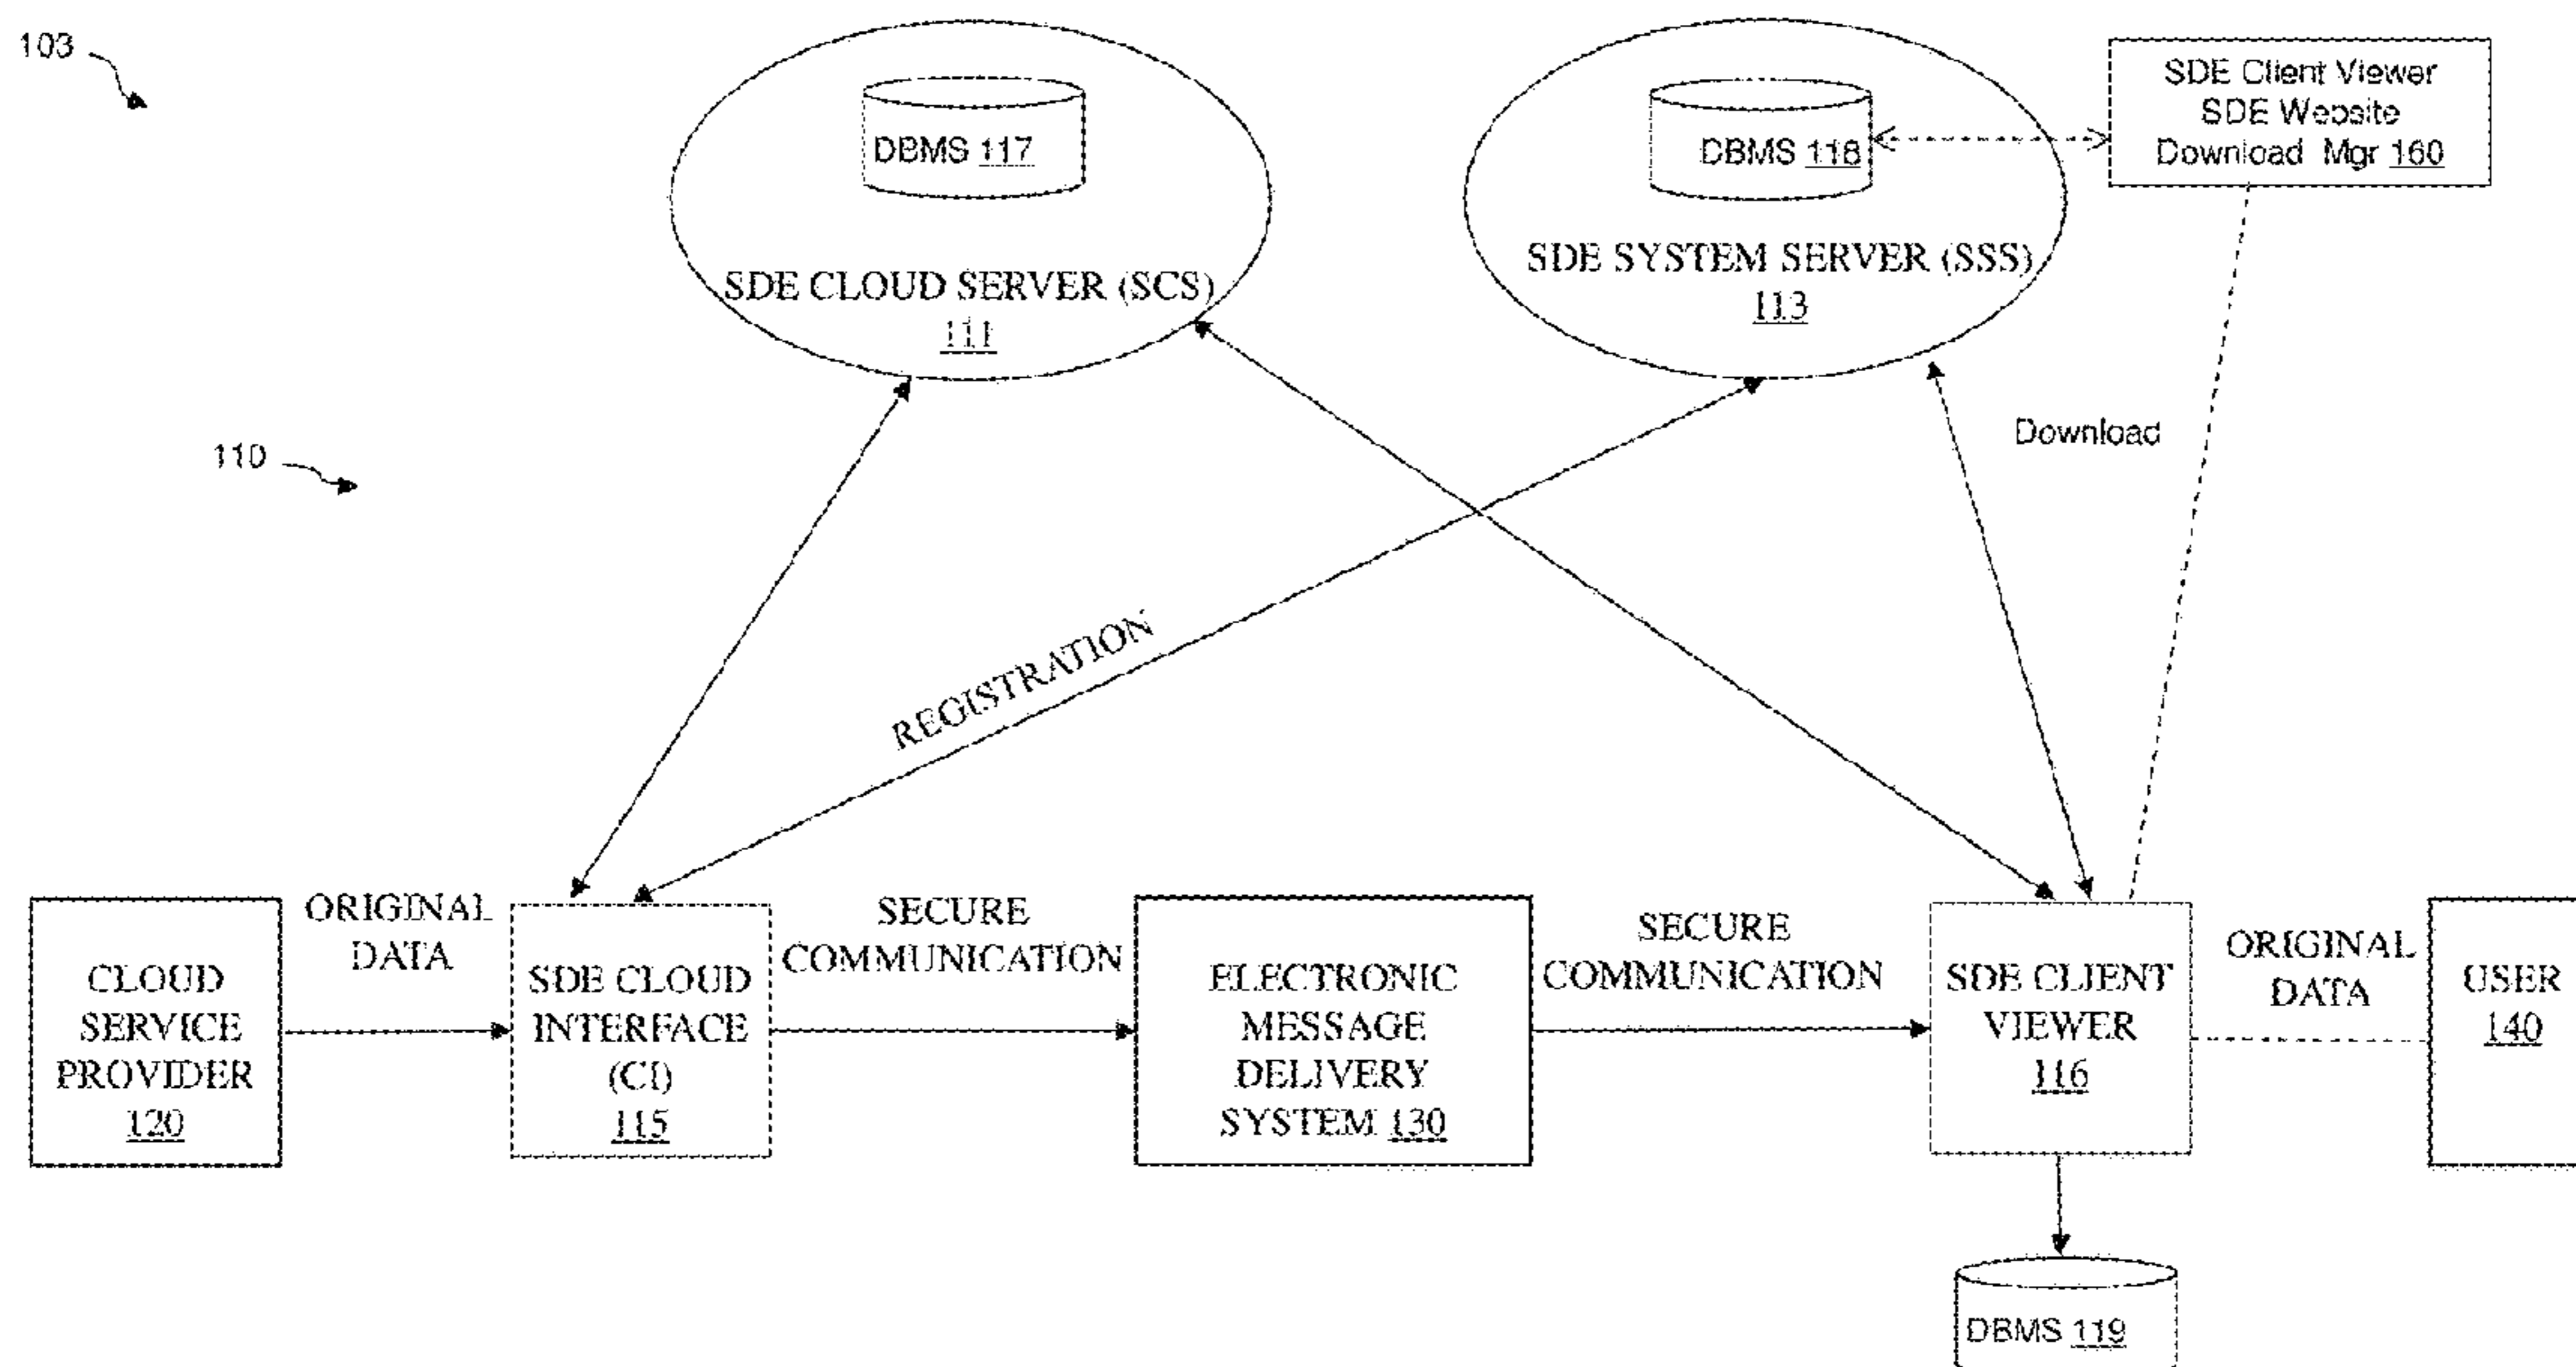 103
DBMS 117
SDE CLOUD SERVER (SCS)
111
DBMS 118
SDE SYSTEM SERVER (SSS)
113
SDE Client Viewer
SDE Website
Download Mgr 160
110
Download
REGISTRATION
CLOUD
SERVICE
PROVIDER
120
ORIGINAL
DATA
SDE CLOUD
INTERFACE
(CI)
115
SECURE
COMMUNICATION
ELECTRONIC
MESSAGE
DELIVERY
SYSTEM 130
SECURE
COMMUNICATION
SDE CLIENT
VIEWER
116
ORIGINAL
DATA
USER
140
DBMS 119